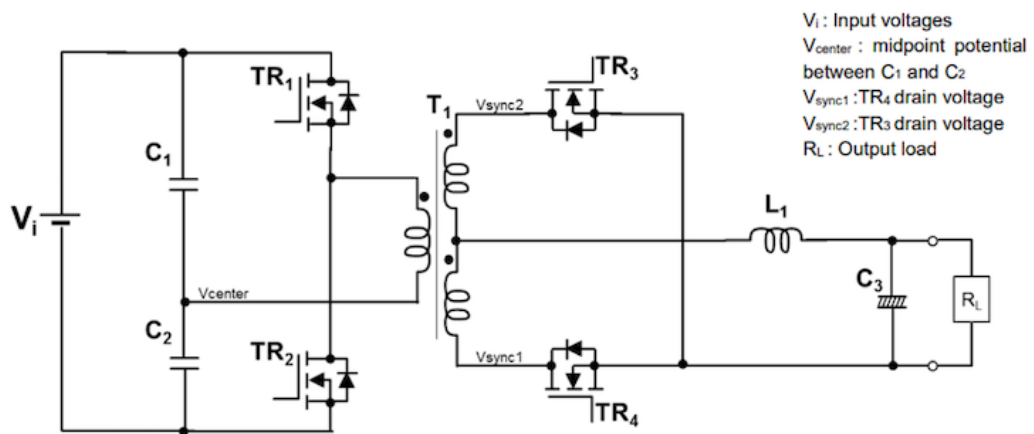 Vi : Input voltages
Vcenter : midpoint potential
between C1 and C2
Vsync1 :TR4 drain voltage
Vsync2 :TR3 drain voltage
RL : Output load
TR1
TR3
T1
Vsync2
C1
L1
Vi
C3
RL
Vcenter
C2
TR2
Vsync1
TR4